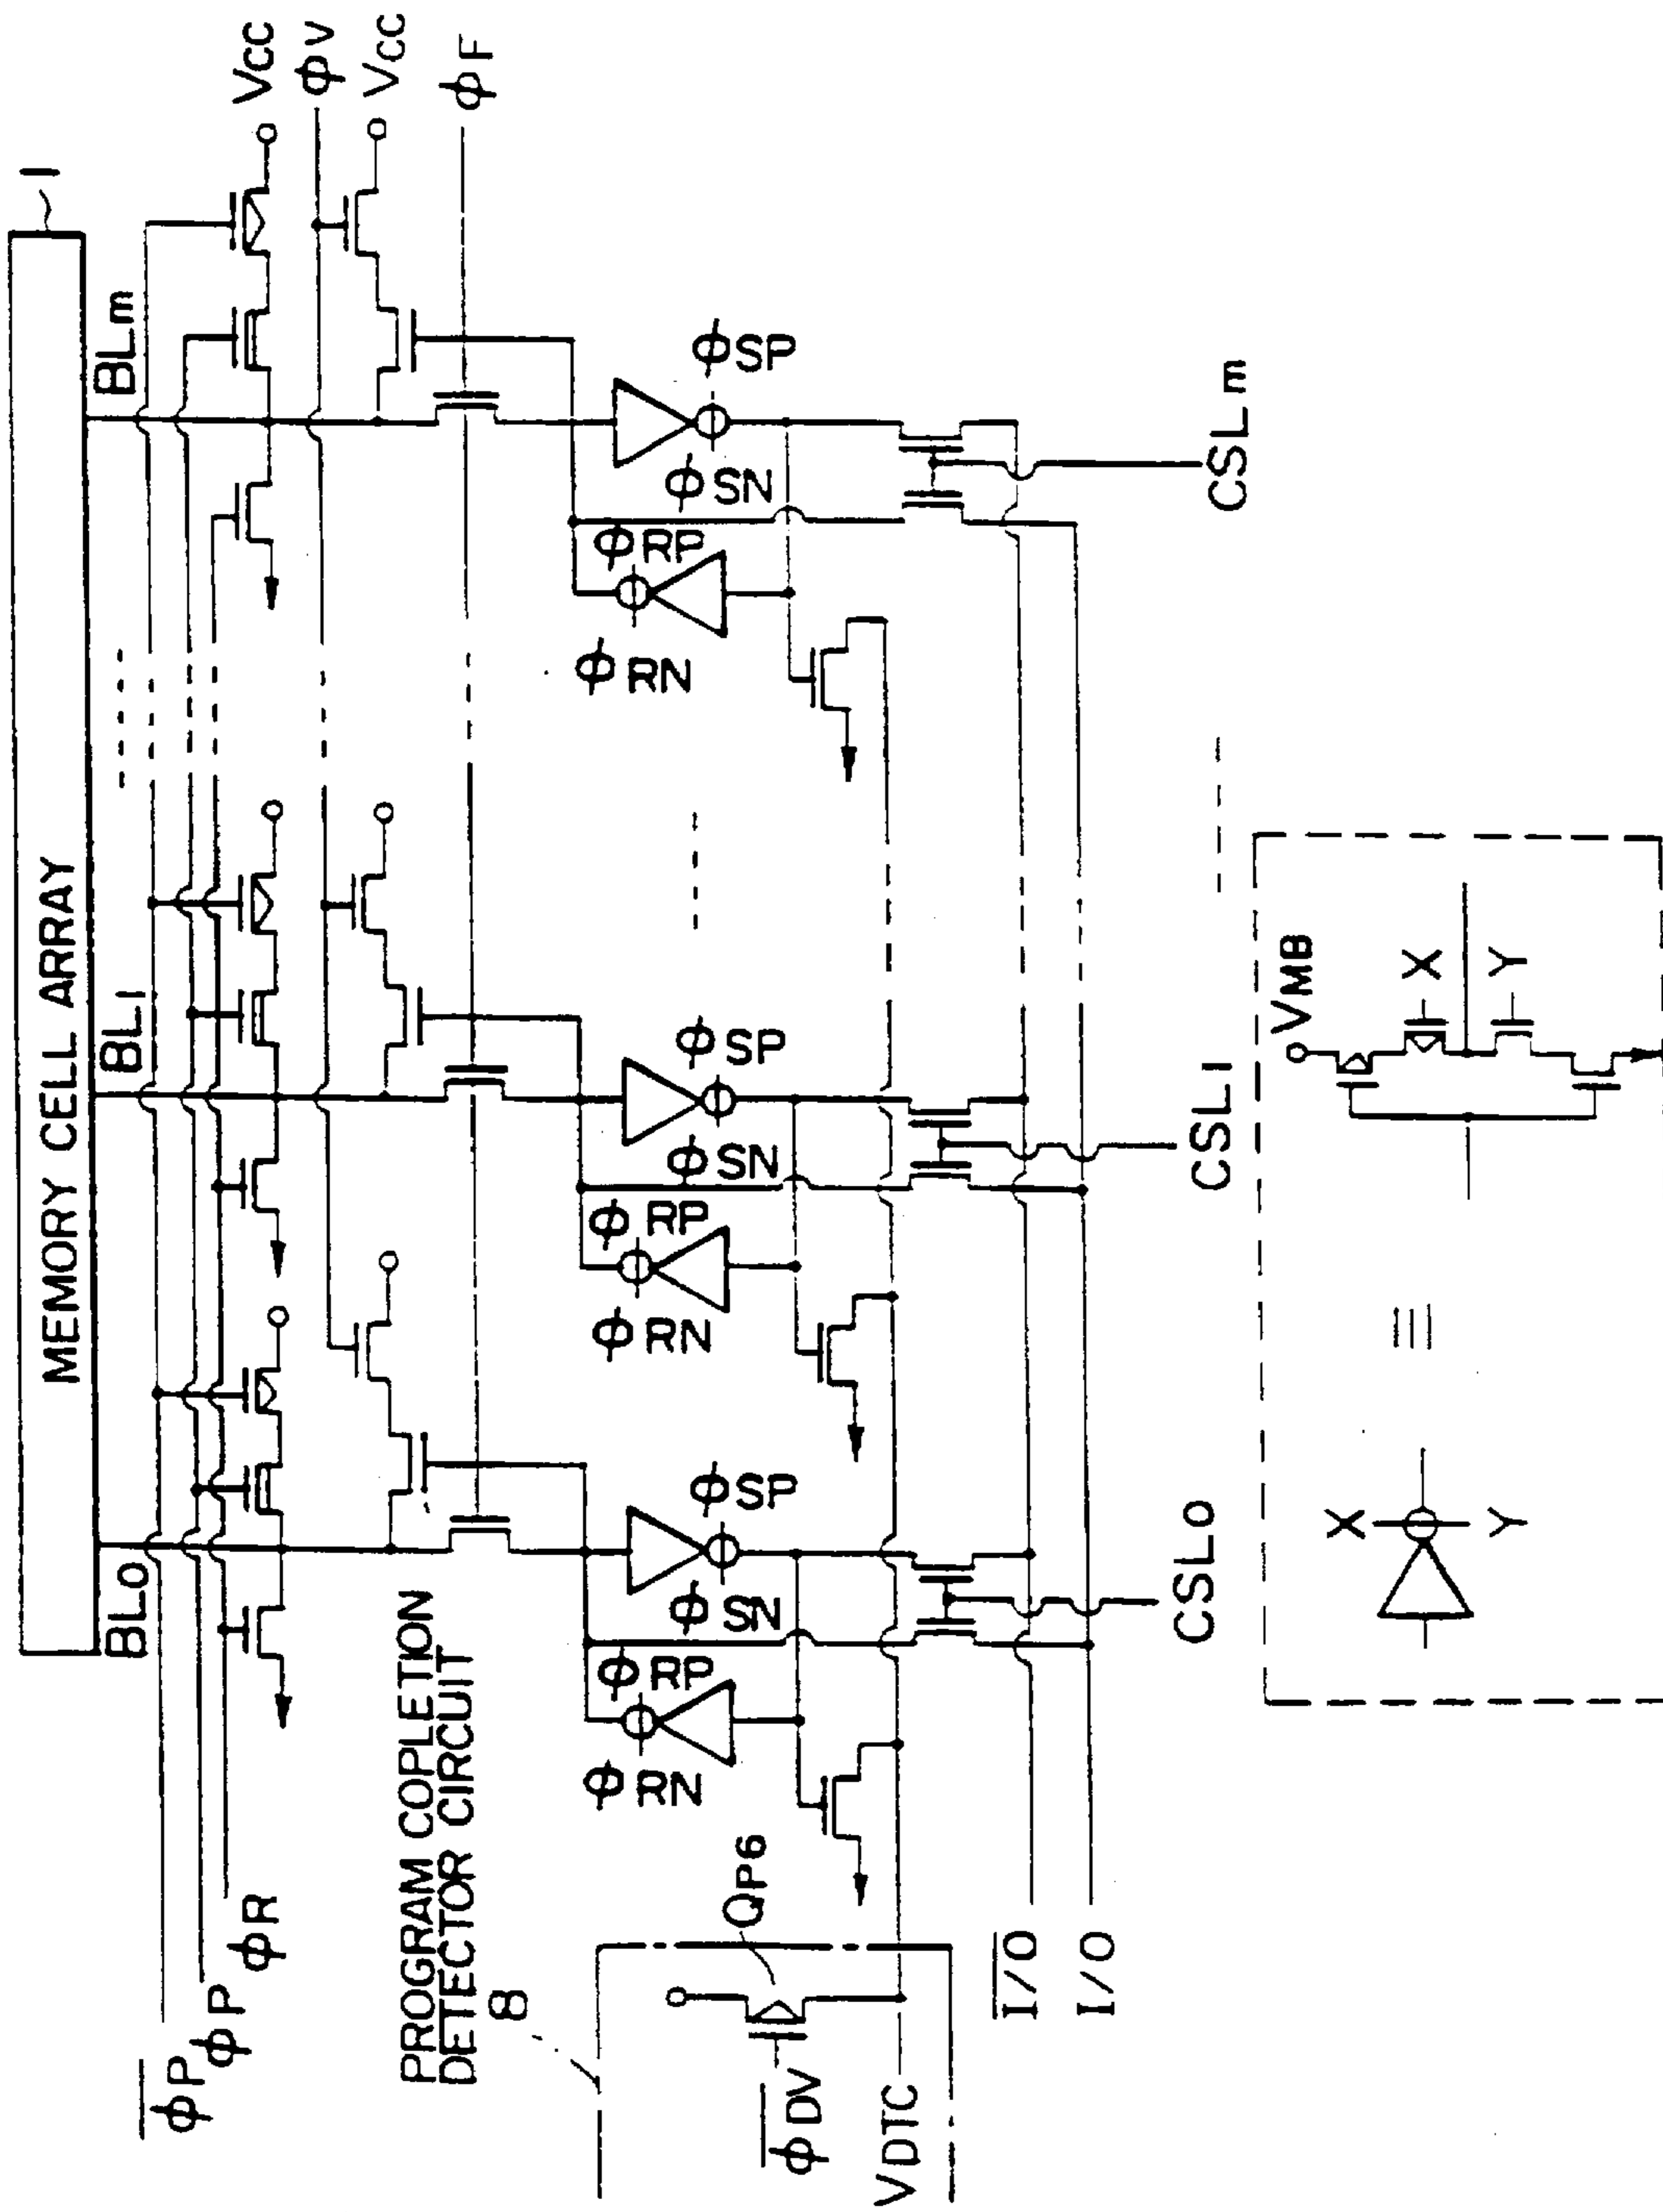 MEMORY CELL ARRAY
1
BL0
BL1
BLm
VCC
ϕV
VCC
ϕF
ϕP
ϕP
ϕR
PROGRAM COPLETION
DETECTOR CIRCUIT
8
ϕSP
ϕSN
ϕRP
ϕRN
ϕSP
ϕSN
ϕRP
ϕRN
ϕSP
ϕSN
ϕRP
ϕRN
QP6
ϕDV
VDTC
I/O
I/O
CSL0
CSL1
CSLm
X
Y
≡
VMB
X
Y